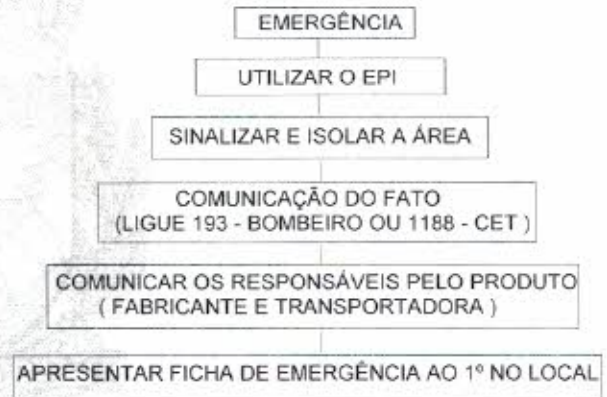 EMERGÊNCIA
UTILIZAR O EPI
SINALIZAR E ISOLAR A ÁREA
COMUNICAÇÃO DO FATO
(LIGUE 193 - BOMBEIRO OU 1188 - CET )
COMUNICAR OS RESPONSÁVEIS PELO PRODUTO
( FABRICANTE E TRANSPORTADORA )
APRESENTAR FICHA DE EMERGÊNCIA AO 1º NO LOCAL